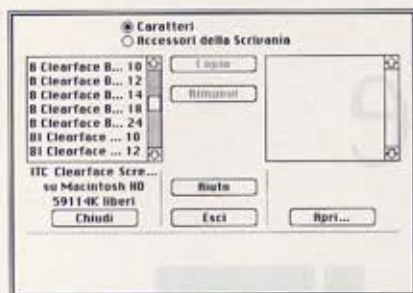 Caratteri
Accessori della Scrivania
B Clearface B... 10
B Clearface B... 12
B Clearface B... 14
B Clearface B... 18
B Clearface B... 24
BI Clearface ... 10
BI Clearface ... 12
Copia
Rimuovi
ITC Clearface Scre...
su Macintosh HD
59114K liberi
Chiudi
Aiuto
Esci
Apri...